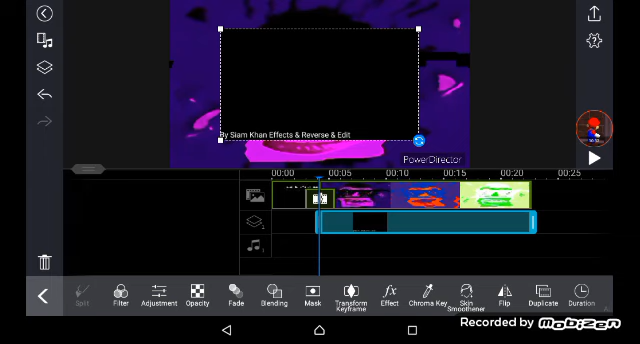 By Siam Khan Effects & Reverse & Edit
PowerDirector
00:00 00:05 00:10 00:15 00:20 00:25
Split Filter Adjustment Opacity Fade Blending Mask Transform Keyframe Effect Chroma Key Skin Smoothener Flip Duplicate Duration
Recorded by Mobizen